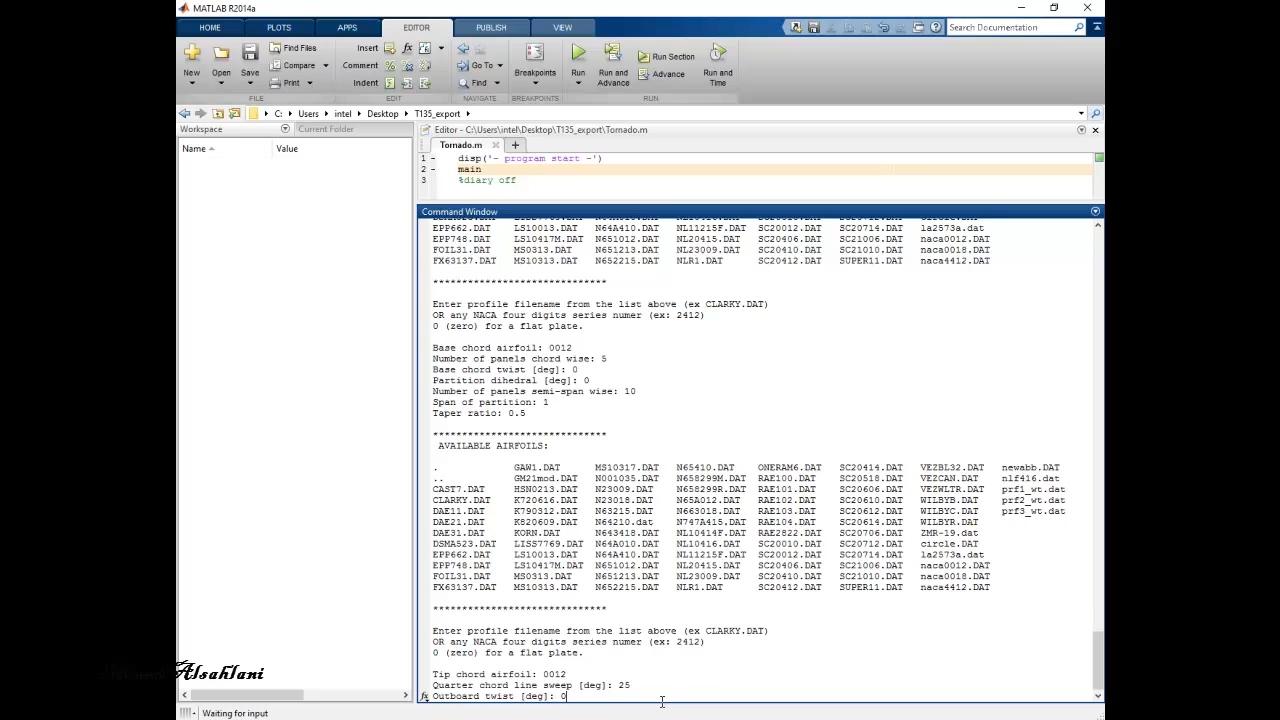 MATLAB R2014a
HOME PLOTS APPS EDITOR PUBLISH VIEW Search Documentation
New Open Save Find Files Compare Print Insert Comment Indent Go To Find Breakpoints Run Run and Advance Run Section Advance Run and Time
FILE EDIT NAVIGATE BREAKPOINTS RUN
C: Users intel Desktop T135_export
Workspace Current Folder
Name Value
Editor - C:\Users\intel\Desktop\T135_export\Tornado.m
Tornado.m
1 disp('- program start -')
2 main
3 %diary off
Command Window
EPP662.DAT LS10013.DAT N64A410.DAT NL11215F.DAT SC20012.DAT SC20714.DAT la2573a.dat
EPP748.DAT LS10417M.DAT N651012.DAT NL20415.DAT SC20406.DAT SC21006.DAT naca0012.DAT
FOIL31.DAT MS0313.DAT N651213.DAT NL23009.DAT SC20410.DAT SC21010.DAT naca0018.DAT
FX63137.DAT MS10313.DAT N652215.DAT NLR1.DAT SC20412.DAT SUPER11.DAT naca4412.DAT
******************************
Enter profile filename from the list above (ex CLARKY.DAT)
OR any NACA four digits series numer (ex: 2412)
0 (zero) for a flat plate.
Base chord airfoil: 0012
Number of panels chord wise: 5
Base chord twist [deg]: 0
Partition dihedral [deg]: 0
Number of panels semi-span wise: 10
Span of partition: 1
Taper ratio: 0.5
******************************
AVAILABLE AIRFOILS:
. GAW1.DAT MS10317.DAT N65410.DAT ONERAM6.DAT SC20414.DAT VEZBL32.DAT newabb.DAT
.. GM21mod.DAT N001035.DAT N658299M.DAT RAE100.DAT SC20518.DAT VEZCAN.DAT nlf416.DAT
CAST7.DAT HSN0213.DAT N23009.DAT N658299R.DAT RAE101.DAT SC20606.DAT VEZWLTR.DAT prf1_wt.dat
CLARKY.DAT K720616.DAT N23018.DAT N65A012.DAT RAE102.DAT SC20610.DAT WILBYB.DAT prf2_wt.dat
DAE11.DAT K790312.DAT N63215.DAT N663018.DAT RAE103.DAT SC20612.DAT WILBYC.DAT prf3_wt.dat
DAE21.DAT K820609.DAT N64210.dat N747A415.DAT RAE104.DAT SC20614.DAT WILBYR.DAT
DAE31.DAT KORN.DAT N643418.DAT NL10414F.DAT RAE2822.DAT SC20706.DAT ZMR-19.dat
DSMA523.DAT LISS7769.DAT N64A010.DAT NL10416.DAT SC20010.DAT SC20712.DAT circle.DAT
EPP662.DAT LS10013.DAT N64A410.DAT NL11215F.DAT SC20012.DAT SC20714.DAT la2573a.dat
EPP748.DAT LS10417M.DAT N651012.DAT NL20415.DAT SC20406.DAT SC21006.DAT naca0012.DAT
FOIL31.DAT MS0313.DAT N651213.DAT NL23009.DAT SC20410.DAT SC21010.DAT naca0018.DAT
FX63137.DAT MS10313.DAT N652215.DAT NLR1.DAT SC20412.DAT SUPER11.DAT naca4412.DAT
******************************
Enter profile filename from the list above (ex CLARKY.DAT)
OR any NACA four digits series numer (ex: 2412)
0 (zero) for a flat plate.
Tip chord airfoil: 0012
Quarter chord line sweep [deg]: 25
Outboard twist [deg]: 0
Alsahlani
Waiting for input